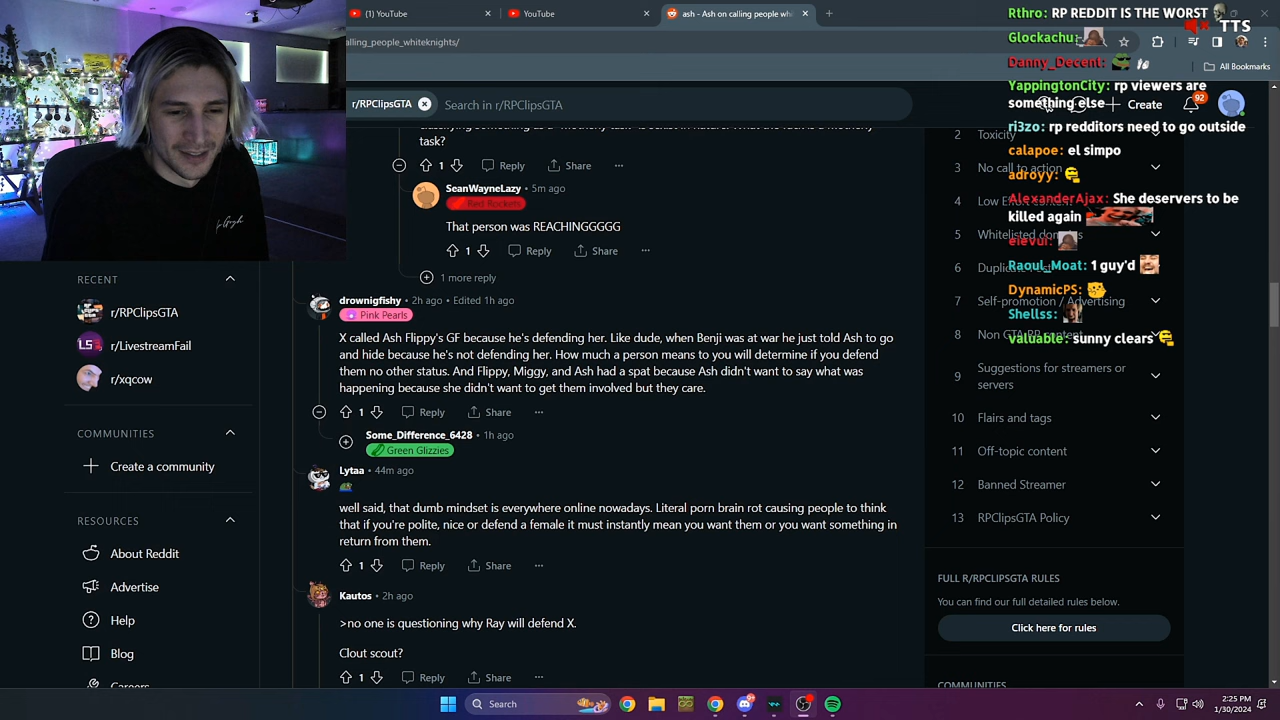 (1) YouTube
YouTube
ash - Ash on calling people whi
Rthro: RP REDDIT IS THE WORST
TTS
Glockachu:
alling_people_whiteknights/
Danny_Decent:
All Bookmarks
YappingtonCity: rp viewers are
something else
r/RPClipsGTA
Search in r/RPClipsGTA
Create
92
ri3zo: rp redditors need to go outside
task?
2 Toxicity
calapoe: el simpo
1
Reply
Share
3 No call to action
adroyy:
SeanWayneLazy • 5m ago
Red Rockets
4
AlexanderAjax: She deservers to be
killed again
That person was REACHINGGGGG
5
eievui:
1
Reply
Share
6
Raoul_Moat: 1 guy'd
1 more reply
DynamicPS:
RECENT
drownigfishy • 2h ago • Edited 1h ago
Pink Pearls
7 Self-promotion / Advertising
Shellss:
r/RPClipsGTA
8 Non GTA RP content
Valuable: sunny clears
X called Ash Flippy's GF because he's defending her. Like dude, when Benji was at war he just told Ash to go
and hide because he's not defending her. How much a person means to you will determine if you defend
them no other status. And Flippy, Miggy, and Ash had a spat because Ash didn't want to say what was
happening because she didn't want to get them involved but they care.
r/LivestreamFail
r/xqcow
9 Suggestions for streamers or
servers
1
Reply
Share
10 Flairs and tags
COMMUNITIES
Some_Difference_6428 • 1h ago
Green Glizzies
11 Off-topic content
Create a community
Lytaa • 44m ago
12 Banned Streamer
well said, that dumb mindset is everywhere online nowadays. Literal porn brain rot causing people to think
that if you're polite, nice or defend a female it must instantly mean you want them or you want something in
return from them.
13 RPClipsGTA Policy
RESOURCES
About Reddit
1
Reply
Share
Advertise
FULL R/RPCLIPSGTA RULES
Kautos • 2h ago
You can find our full detailed rules below.
Help
>no one is questioning why Ray will defend X.
Click here for rules
Blog
Clout scout?
1
Reply
Share
Careers
COMMUNITIES
Search
2:25 PM
1/30/2024